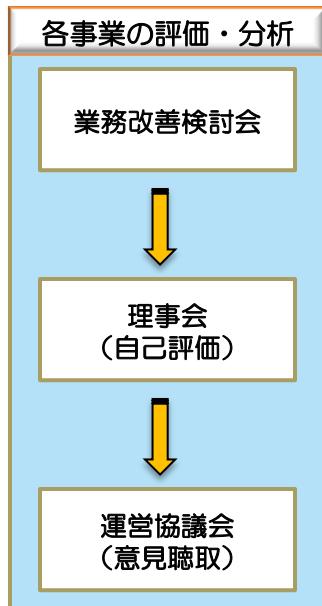 各事業の評価・分析
業務改善検討会
理事会
（自己評価）
運営協議会
（意見聴取）